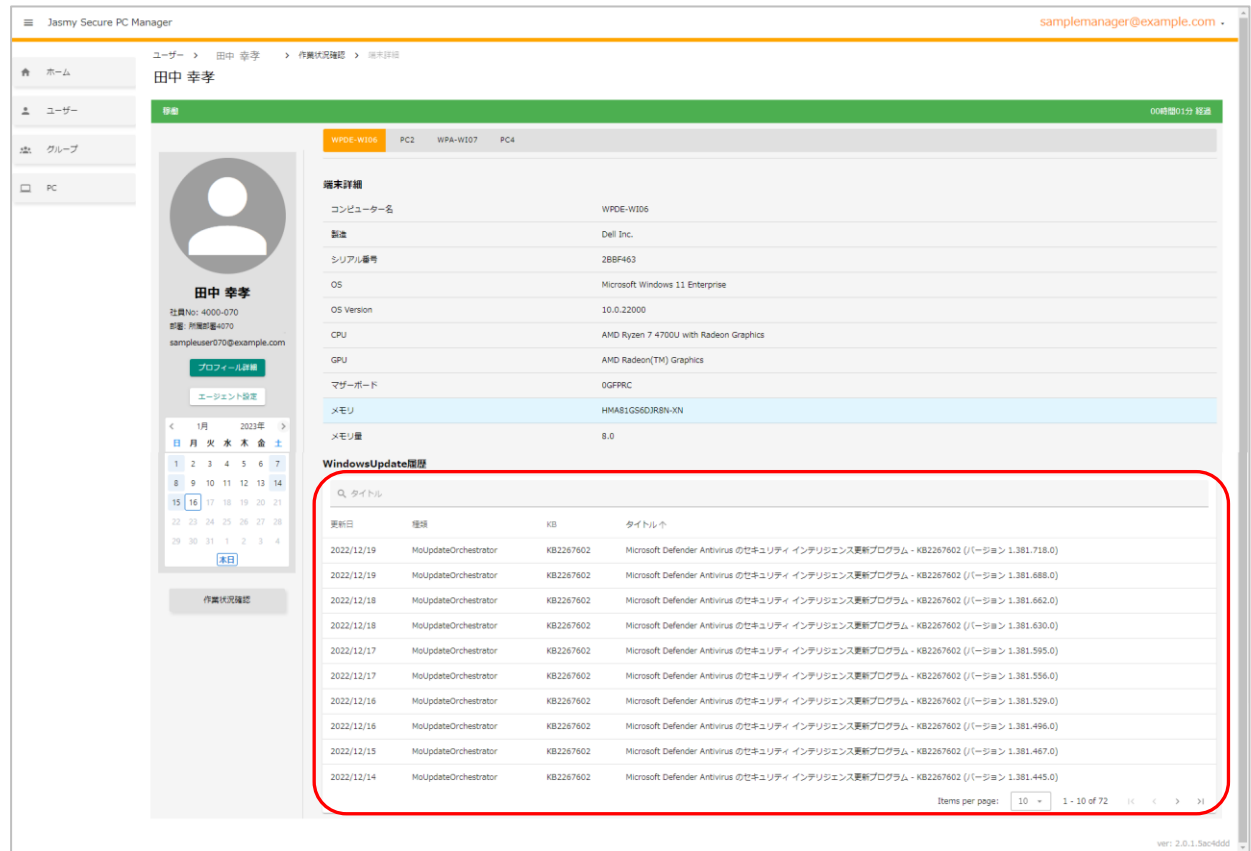 Jasmy Secure PC Manager
samplemanager@example.com
ユーザー > 田中 幸孝 > 作業状況確認 > 端末詳細
田中 幸孝
ホーム
ユーザー
グループ
PC
稼働 00時間01分 経過
WPDE-WI06 PC2 WPA-WI07 PC4
田中 幸孝
社員No: 4000-070
部署: 所属部署4070
sampleuser070@example.com
プロフィール詳細
エージェント設定
< 1月 2023年 >
日 月 火 水 木 金 土
1 2 3 4 5 6 7
8 9 10 11 12 13 14
15 16 17 18 19 20 21
22 23 24 25 26 27 28
29 30 31 1 2 3 4
本日
作業状況確認
端末詳細
コンピューター名 WPDE-WI06
製造 Dell Inc.
シリアル番号 2BBF463
OS Microsoft Windows 11 Enterprise
OS Version 10.0.22000
CPU AMD Ryzen 7 4700U with Radeon Graphics
GPU AMD Radeon(TM) Graphics
マザーボード 0GFPRC
メモリ HMA81GS6DJR8N-XN
メモリ量 8.0
WindowsUpdate履歴
タイトル
更新日 種類 KB タイトル ↑
2022/12/19 MoUpdateOrchestrator KB2267602 Microsoft Defender Antivirus のセキュリティ インテリジェンス更新プログラム - KB2267602 (バージョン 1.381.718.0)
2022/12/19 MoUpdateOrchestrator KB2267602 Microsoft Defender Antivirus のセキュリティ インテリジェンス更新プログラム - KB2267602 (バージョン 1.381.688.0)
2022/12/18 MoUpdateOrchestrator KB2267602 Microsoft Defender Antivirus のセキュリティ インテリジェンス更新プログラム - KB2267602 (バージョン 1.381.662.0)
2022/12/18 MoUpdateOrchestrator KB2267602 Microsoft Defender Antivirus のセキュリティ インテリジェンス更新プログラム - KB2267602 (バージョン 1.381.630.0)
2022/12/17 MoUpdateOrchestrator KB2267602 Microsoft Defender Antivirus のセキュリティ インテリジェンス更新プログラム - KB2267602 (バージョン 1.381.595.0)
2022/12/17 MoUpdateOrchestrator KB2267602 Microsoft Defender Antivirus のセキュリティ インテリジェンス更新プログラム - KB2267602 (バージョン 1.381.556.0)
2022/12/16 MoUpdateOrchestrator KB2267602 Microsoft Defender Antivirus のセキュリティ インテリジェンス更新プログラム - KB2267602 (バージョン 1.381.529.0)
2022/12/16 MoUpdateOrchestrator KB2267602 Microsoft Defender Antivirus のセキュリティ インテリジェンス更新プログラム - KB2267602 (バージョン 1.381.496.0)
2022/12/15 MoUpdateOrchestrator KB2267602 Microsoft Defender Antivirus のセキュリティ インテリジェンス更新プログラム - KB2267602 (バージョン 1.381.467.0)
2022/12/14 MoUpdateOrchestrator KB2267602 Microsoft Defender Antivirus のセキュリティ インテリジェンス更新プログラム - KB2267602 (バージョン 1.381.445.0)
Items per page: 10 1 - 10 of 72
ver: 2.0.1.5ac4ddd